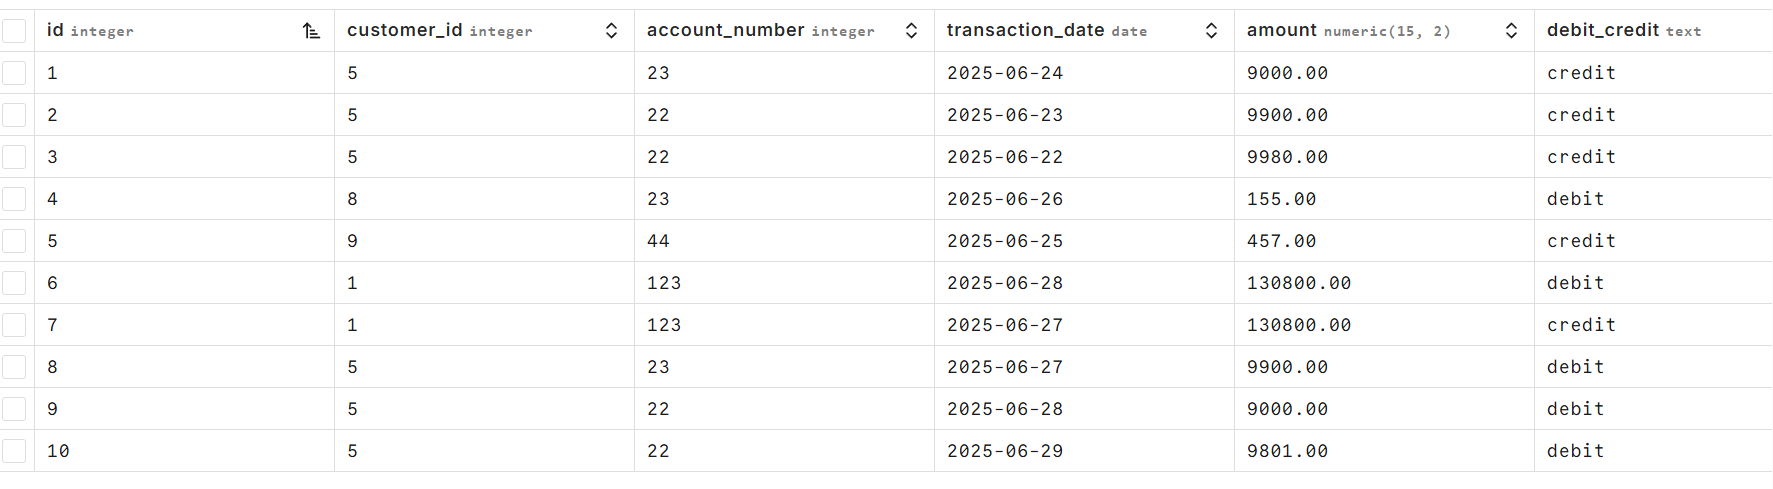 id integer customer_id integer account_number integer transaction_date date amount numeric(15, 2) debit_credit text
1 5 23 2025-06-24 9000.00 credit
2 5 22 2025-06-23 9900.00 credit
3 5 22 2025-06-22 9980.00 credit
4 8 23 2025-06-26 155.00 debit
5 9 44 2025-06-25 457.00 credit
6 1 123 2025-06-28 130800.00 debit
7 1 123 2025-06-27 130800.00 credit
8 5 23 2025-06-27 9900.00 debit
9 5 22 2025-06-28 9000.00 debit
10 5 22 2025-06-29 9801.00 debit